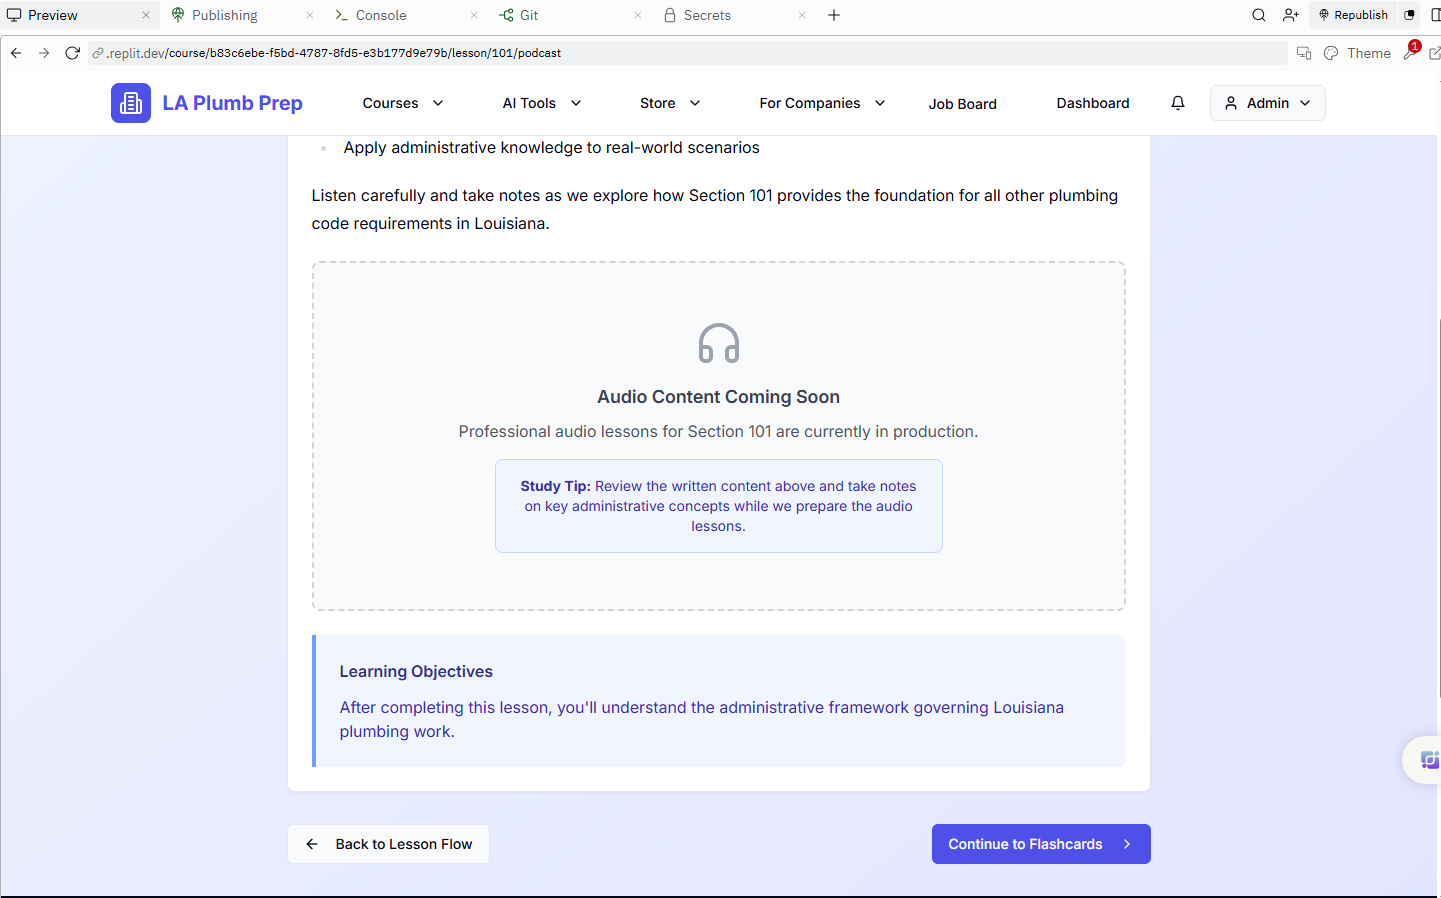 Preview
Publishing
Console
Git
Secrets
Republish
.replit.dev/course/b83c6ebe-f5bd-4787-8fd5-e3b177d9e79b/lesson/101/podcast
Theme
1
LA Plumb Prep
Courses
AI Tools
Store
For Companies
Job Board
Dashboard
Admin
Apply administrative knowledge to real-world scenarios
Listen carefully and take notes as we explore how Section 101 provides the foundation for all other plumbing
code requirements in Louisiana.
Audio Content Coming Soon
Professional audio lessons for Section 101 are currently in production.
Study Tip: Review the written content above and take notes
on key administrative concepts while we prepare the audio
lessons.
Learning Objectives
After completing this lesson, you'll understand the administrative framework governing Louisiana
plumbing work.
Back to Lesson Flow
Continue to Flashcards